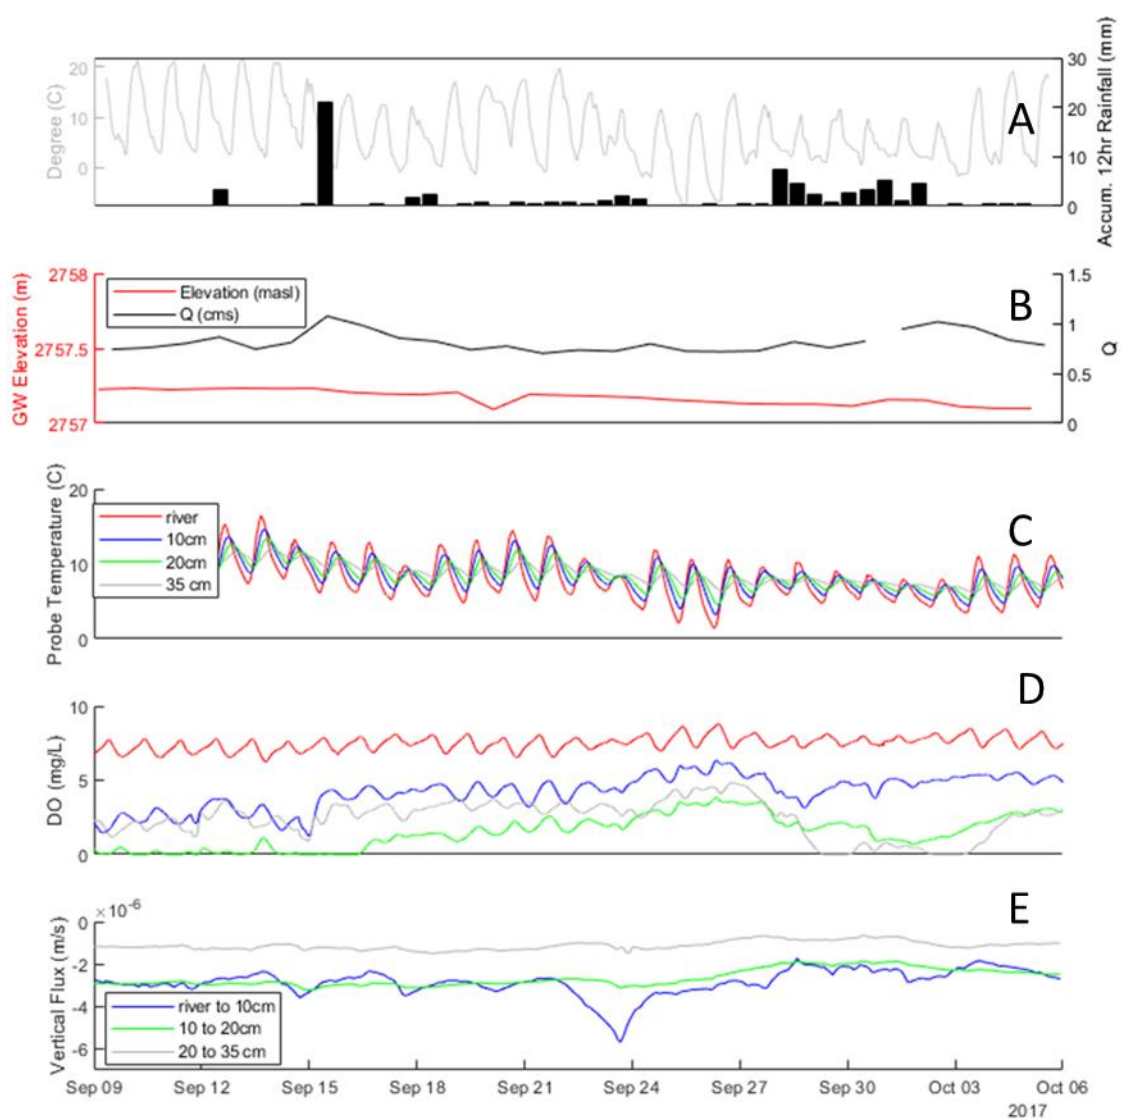 Degree (C)
20
10
0
A
30
20
10
0
Accum. 12hr Rainfall (mm)
GW Elevation (m)
2758
2757.5
2757
Elevation (masl)
Q (cms)
B
1.5
1
0.5
0
Q
Probe Temperature (C)
20
10
0
river
10cm
20cm
35 cm
C
DO (mg/L)
10
5
0
D
Vertical Flux (m/s)
×10⁻⁶
0
-2
-4
-6
river to 10cm
10 to 20cm
20 to 35 cm
E
Sep 09 Sep 12 Sep 15 Sep 18 Sep 21 Sep 24 Sep 27 Sep 30 Oct 03 Oct 06
2017